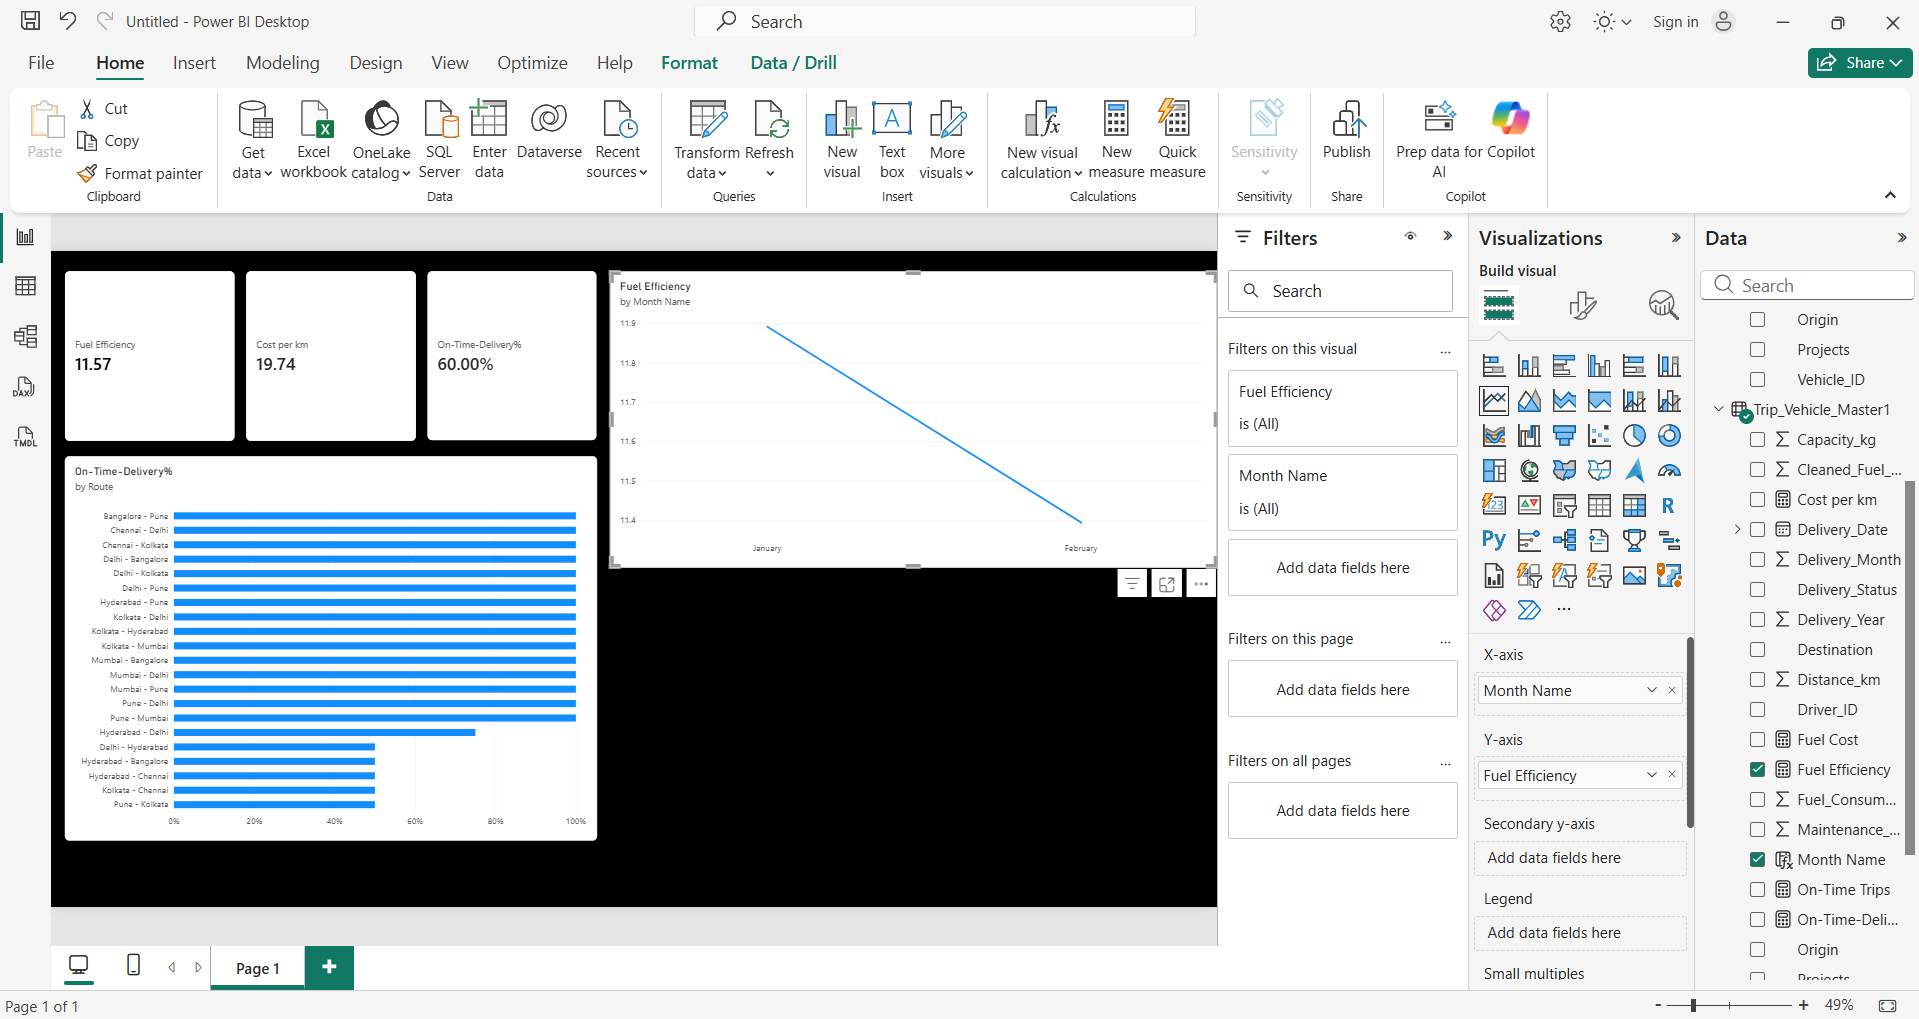 Untitled - Power BI Desktop
Search
Sign in
File
Home
Insert
Modeling
Design
View
Optimize
Help
Format
Data / Drill
Share
Paste
Cut
Copy
Format painter
Clipboard
Get data
Excel workbook
OneLake catalog
SQL Server
Enter data
Dataverse
Recent sources
Data
Transform data
Refresh
Queries
New visual
Text box
More visuals
Insert
New visual calculation
New measure
Quick measure
Calculations
Sensitivity
Sensitivity
Publish
Share
Prep data for AI
Copilot
Copilot
DAX
TMDL
Fuel Efficiency
11.57
Cost per km
19.74
On-Time-Delivery%
60.00%
Fuel Efficiency
by Month Name
11.9
11.8
11.7
11.6
11.5
11.4
January
February
On-Time-Delivery%
by Route
Bangalore - Pune
Chennai - Delhi
Chennai - Kolkata
Delhi - Bangalore
Delhi - Kolkata
Delhi - Pune
Hyderabad - Pune
Kolkata - Delhi
Kolkata - Hyderabad
Kolkata - Mumbai
Mumbai - Bangalore
Mumbai - Delhi
Mumbai - Pune
Pune - Delhi
Pune - Mumbai
Hyderabad - Delhi
Delhi - Hyderabad
Hyderabad - Bangalore
Hyderabad - Chennai
Kolkata - Chennai
Pune - Kolkata
0%
20%
40%
60%
80%
100%
Filters
Search
Filters on this visual
...
Fuel Efficiency
is (All)
Month Name
is (All)
Add data fields here
Filters on this page
...
Add data fields here
Filters on all pages
...
Add data fields here
Visualizations
Build visual
123
R
Py
...
X-axis
Month Name
Y-axis
Fuel Efficiency
Secondary y-axis
Add data fields here
Legend
Add data fields here
Small multiples
Data
Search
Origin
Projects
Vehicle_ID
Trip_Vehicle_Master1
Capacity_kg
Cleaned_Fuel_...
Cost per km
Delivery_Date
Delivery_Month
Delivery_Status
Delivery_Year
Destination
Distance_km
Driver_ID
Fuel Cost
Fuel Efficiency
Fuel_Consum...
Maintenance_...
Month Name
On-Time Trips
On-Time-Deli...
Origin
Projects
Page 1
Page 1 of 1
- + 49%